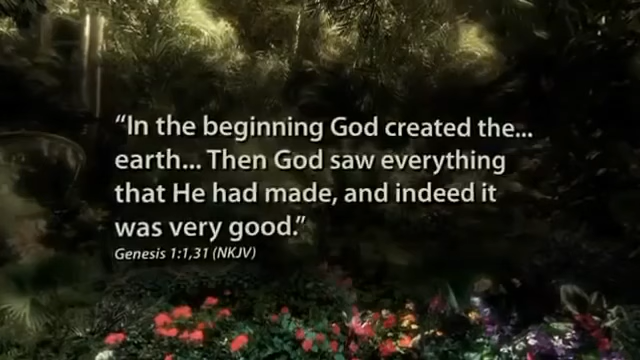 “In the beginning God created the...
earth... Then God saw everything
that He had made, and indeed it
was very good.”
Genesis 1:1,31 (NKJV)